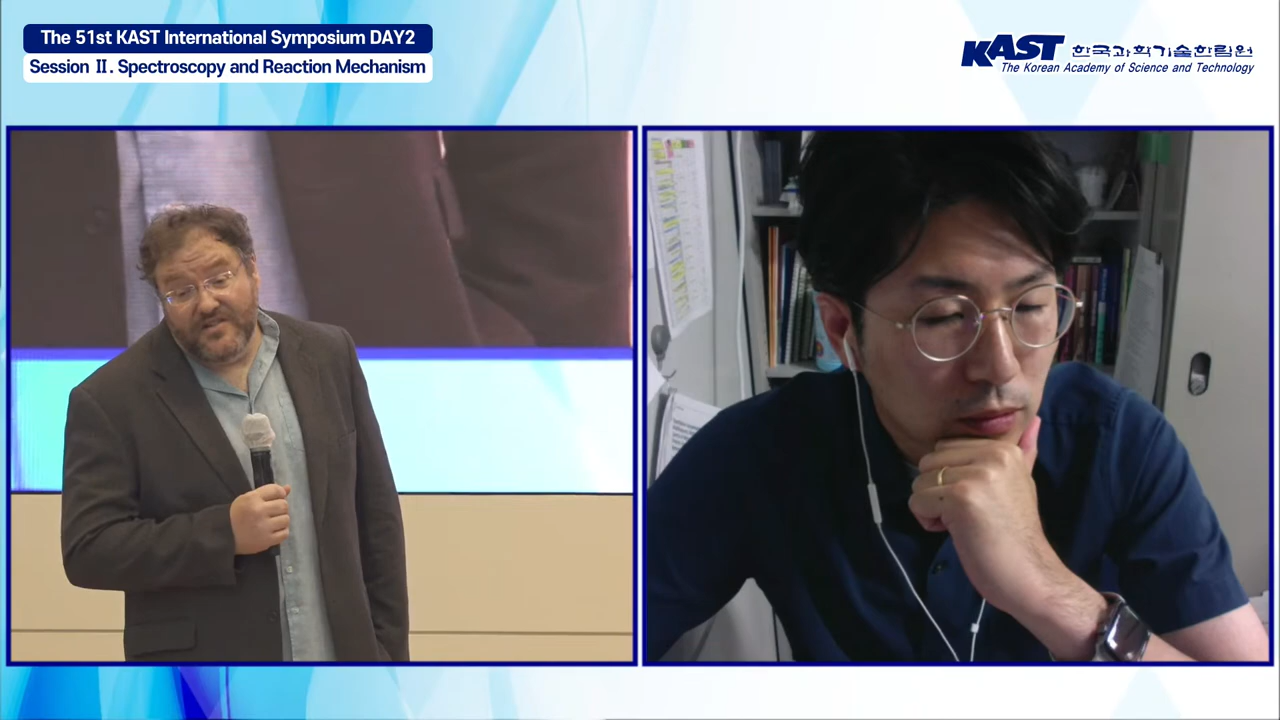 The 51st KAST International Symposium DAY2
Session Ⅱ. Spectroscopy and Reaction Mechanism
KAST 한국과학기술한림원
The Korean Academy of Science and Technology